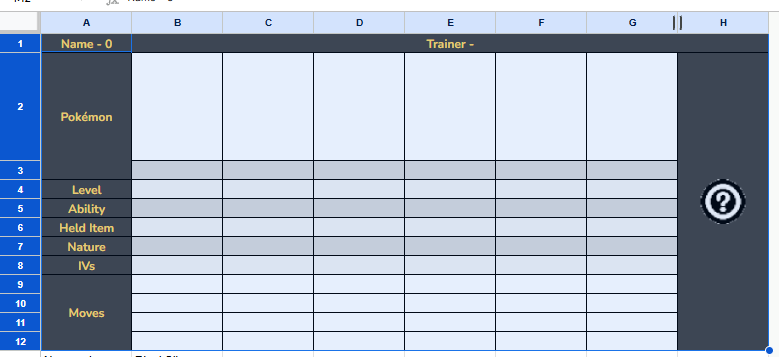 A B C D E F G H
1 Name - 0 Trainer -
2 Pokémon
3
4 Level
5 Ability
6 Held Item
7 Nature
8 IVs
9
10
Moves
11
12
?